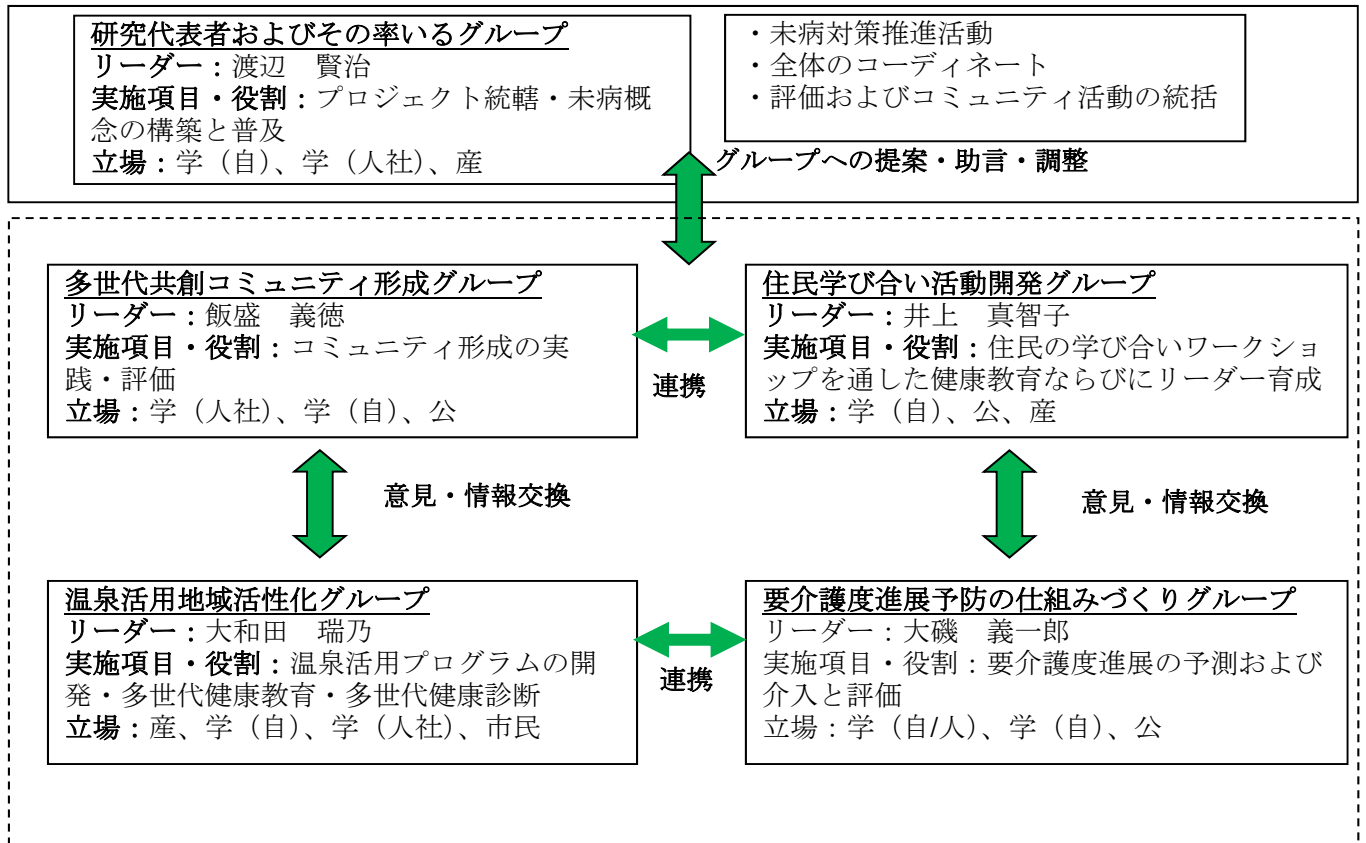 研究代表者およびその率いるグループ
リーダー：渡辺　賢治
実施項目・役割：プロジェクト統轄・未病概
念の構築と普及
立場：学（自）、学（人社）、産
・未病対策推進活動
・全体のコーディネート
・評価およびコミュニティ活動の統括
グループへの提案・助言・調整
多世代共創コミュニティ形成グループ
リーダー：飯盛　義徳
実施項目・役割：コミュニティ形成の実
践・評価
立場：学（人社）、学（自）、公
連携
住民学び合い活動開発グループ
リーダー：井上　真智子
実施項目・役割：住民の学び合いワークショ
ップを通した健康教育ならびにリーダー育成
立場：学（自）、公、産
意見・情報交換
意見・情報交換
温泉活用地域活性化グループ
リーダー：大和田　瑞乃
実施項目・役割：温泉活用プログラムの開
発・多世代健康教育・多世代健康診断
立場：産、学（自）、学（人社）、市民
連携
要介護度進展予防の仕組みづくりグループ
リーダー：大磯　義一郎
実施項目・役割：要介護度進展の予測および
介入と評価
立場：学（自/人）、学（自）、公